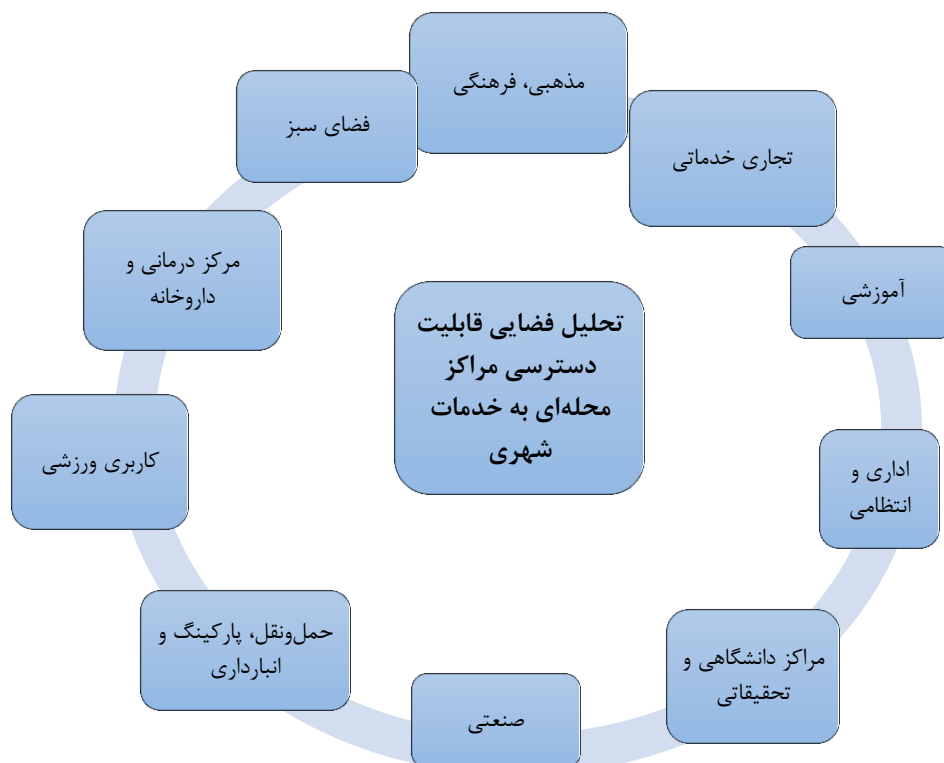 مذهبی، فرهنگی
تجاری خدماتی
آموزشی
اداری و
انتظامی
مراکز دانشگاهی و
تحقیقاتی
صنعتی
حمل‌ونقل، پارکینگ و
انبارداری
کاربری ورزشی
مرکز درمانی و
داروخانه
فضای سبز
تحلیل فضایی قابلیت
دسترسی مراکز
محله‌ای به خدمات
شهری